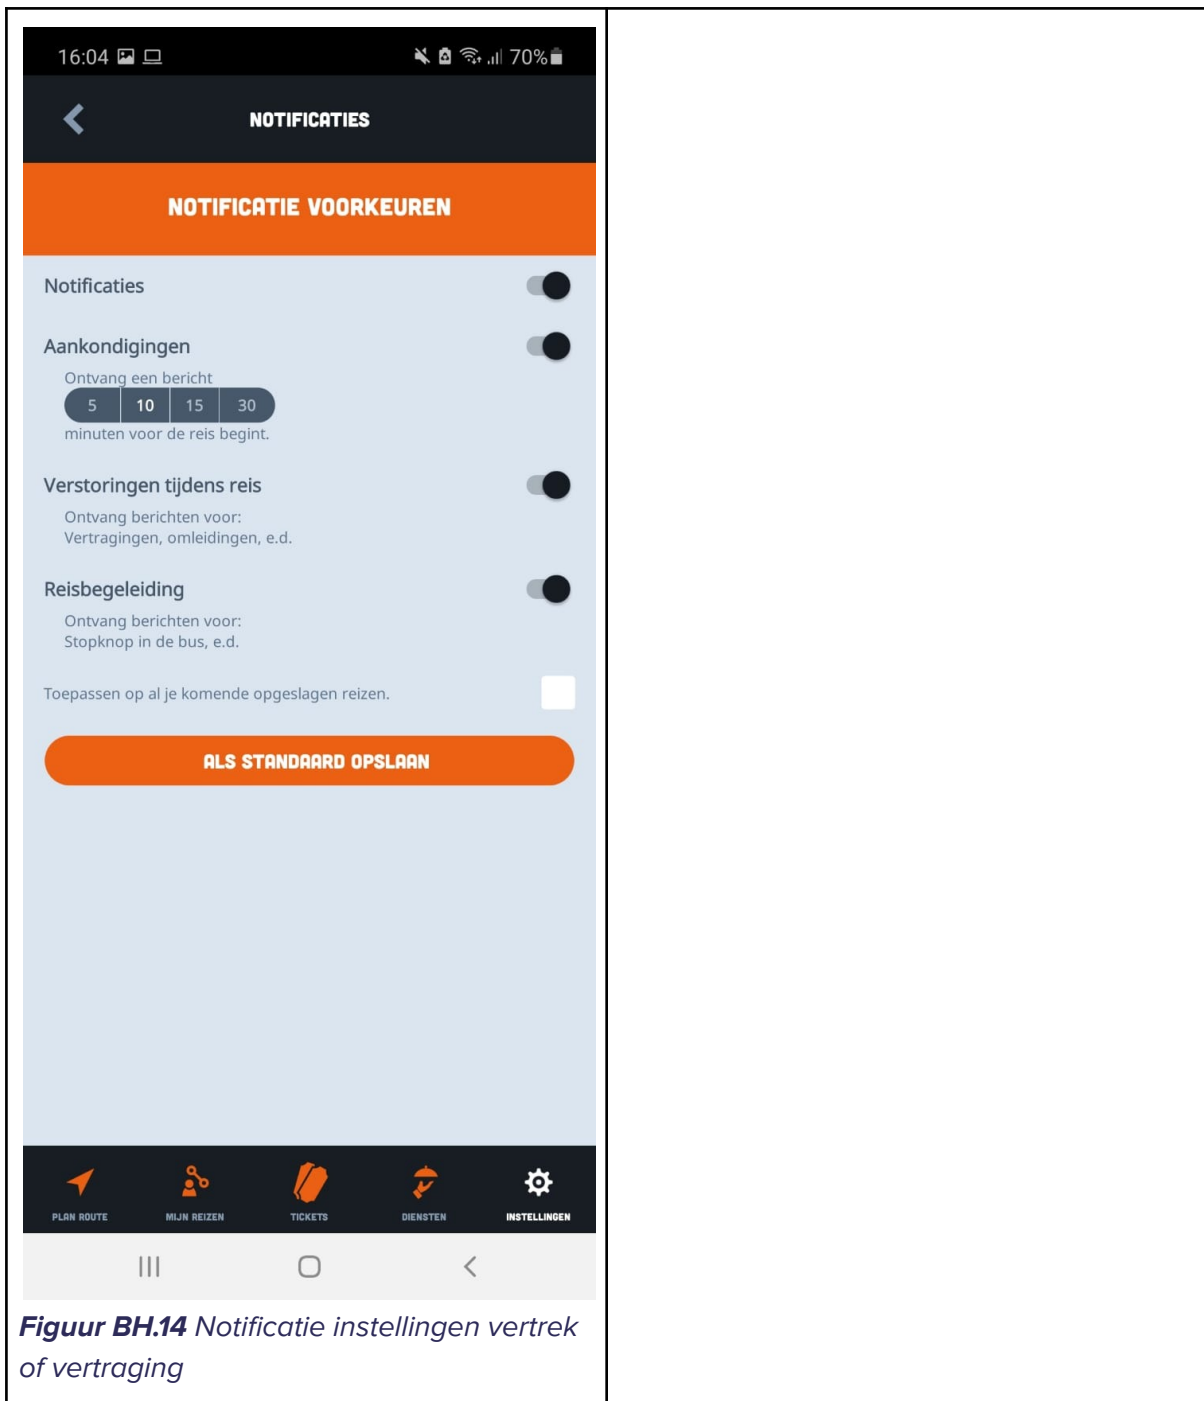 16:04 70%
NOTIFICATIES
NOTIFICATIE VOORKEUREN
Notificaties
Aankondigingen
Ontvang een bericht
5 10 15 30
minuten voor de reis begint.
Verstoringen tijdens reis
Ontvang berichten voor:
Vertragingen, omleidingen, e.d.
Reisbegeleiding
Ontvang berichten voor:
Stopknop in de bus, e.d.
Toepassen op al je komende opgeslagen reizen.
ALS STANDAARD OPSLAAN
PLAN ROUTE MIJN REIZEN TICKETS DIENSTEN INSTELLINGEN
Figuur BH.14 Notificatie instellingen vertrek
of vertraging